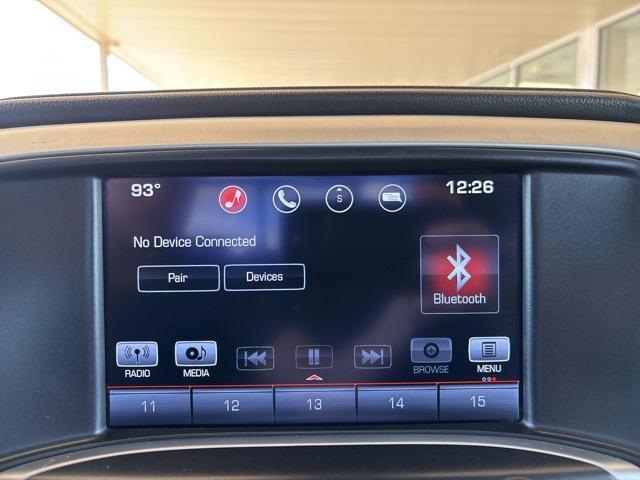 93° S 12:26
No Device Connected
Pair Devices
Bluetooth
RADIO MEDIA BROWSE MENU
11 12 13 14 15